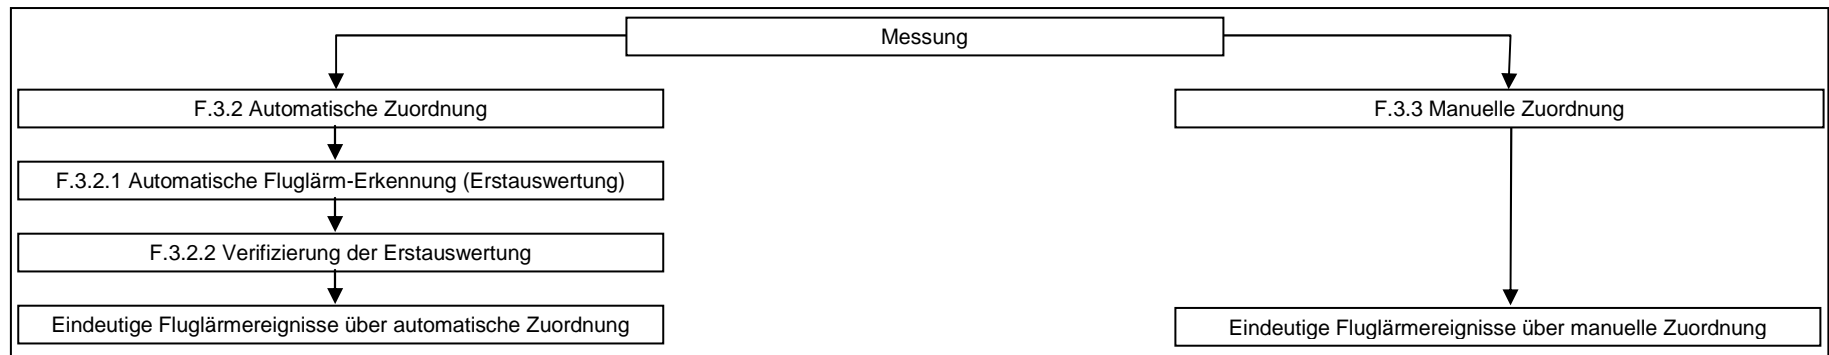 Messung
F.3.2 Automatische Zuordnung
F.3.3 Manuelle Zuordnung
F.3.2.1 Automatische Fluglärm-Erkennung (Erstauswertung)
F.3.2.2 Verifizierung der Erstauswertung
Eindeutige Fluglärmereignisse über automatische Zuordnung
Eindeutige Fluglärmereignisse über manuelle Zuordnung